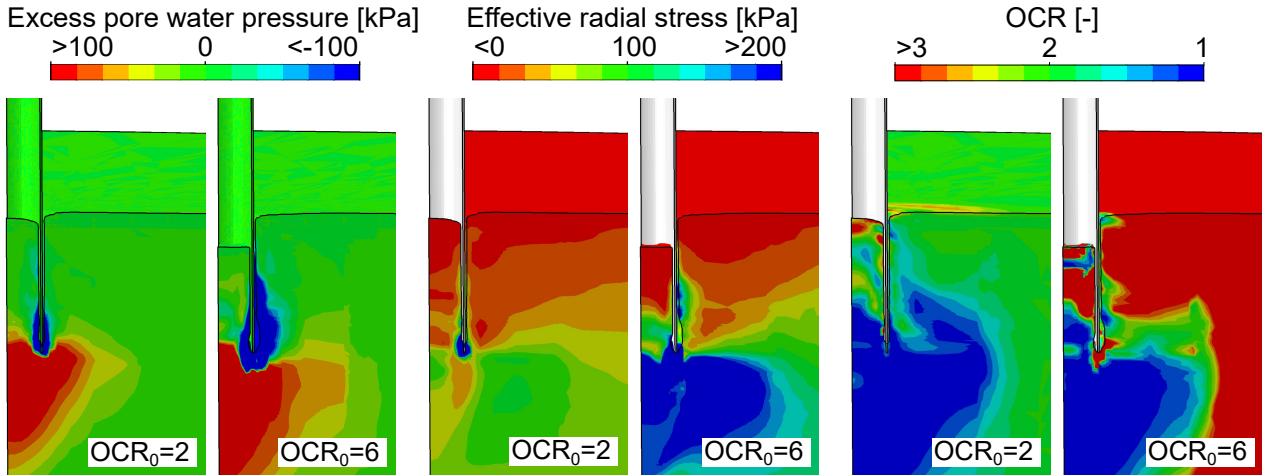 Excess pore water pressure [kPa]
>100 0 <-100
Effective radial stress [kPa]
<0 100 >200
OCR [-]
>3 2 1
OCR₀=2
OCR₀=6
OCR₀=2
OCR₀=6
OCR₀=2
OCR₀=6